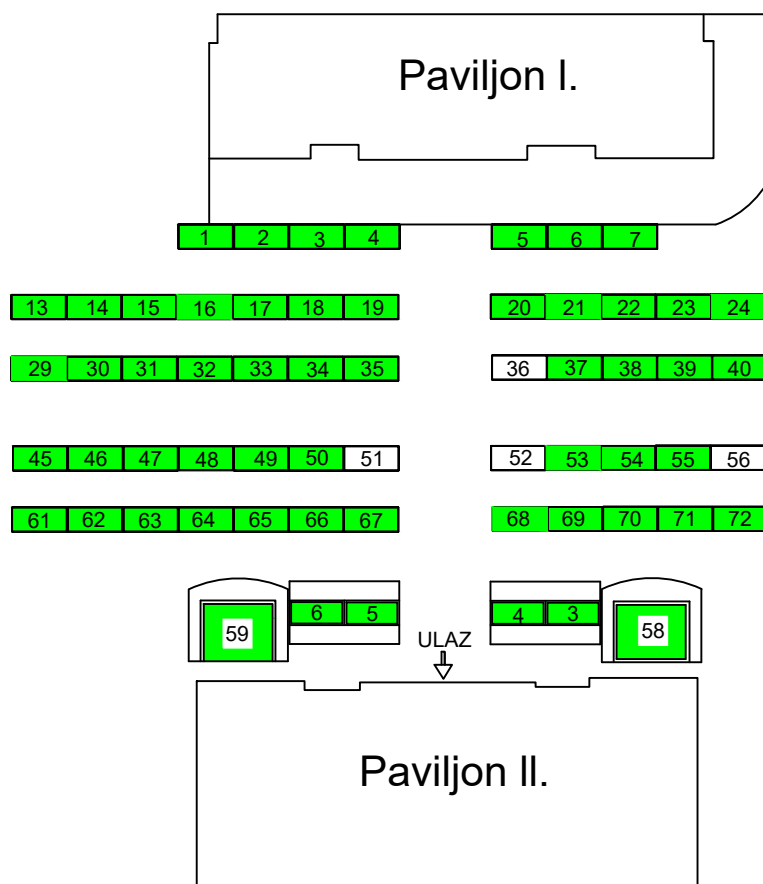 Paviljon I.
1 2 3 4 5 6 7
13 14 15 16 17 18 19 20 21 22 23 24
29 30 31 32 33 34 35 36 37 38 39 40
45 46 47 48 49 50 51 52 53 54 55 56
61 62 63 64 65 66 67 68 69 70 71 72
59 6 5 4 3 58
ULAZ
Paviljon II.